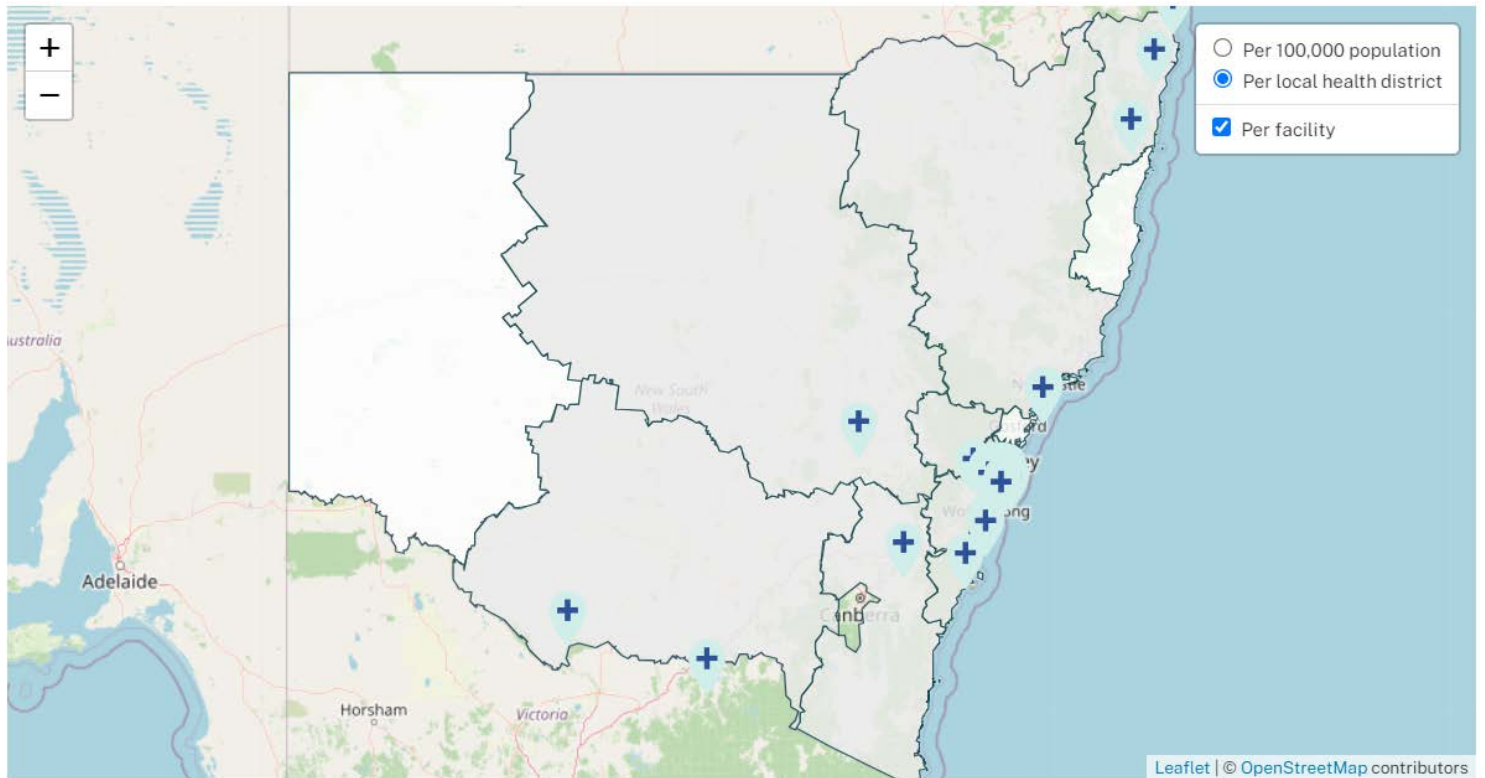 +
−
Per 100,000 population
Per local health district
Per facility
ustralia
New South
Wales
Adelaide
Canberra
Horsham
Victoria
Leaflet | © OpenStreetMap contributors